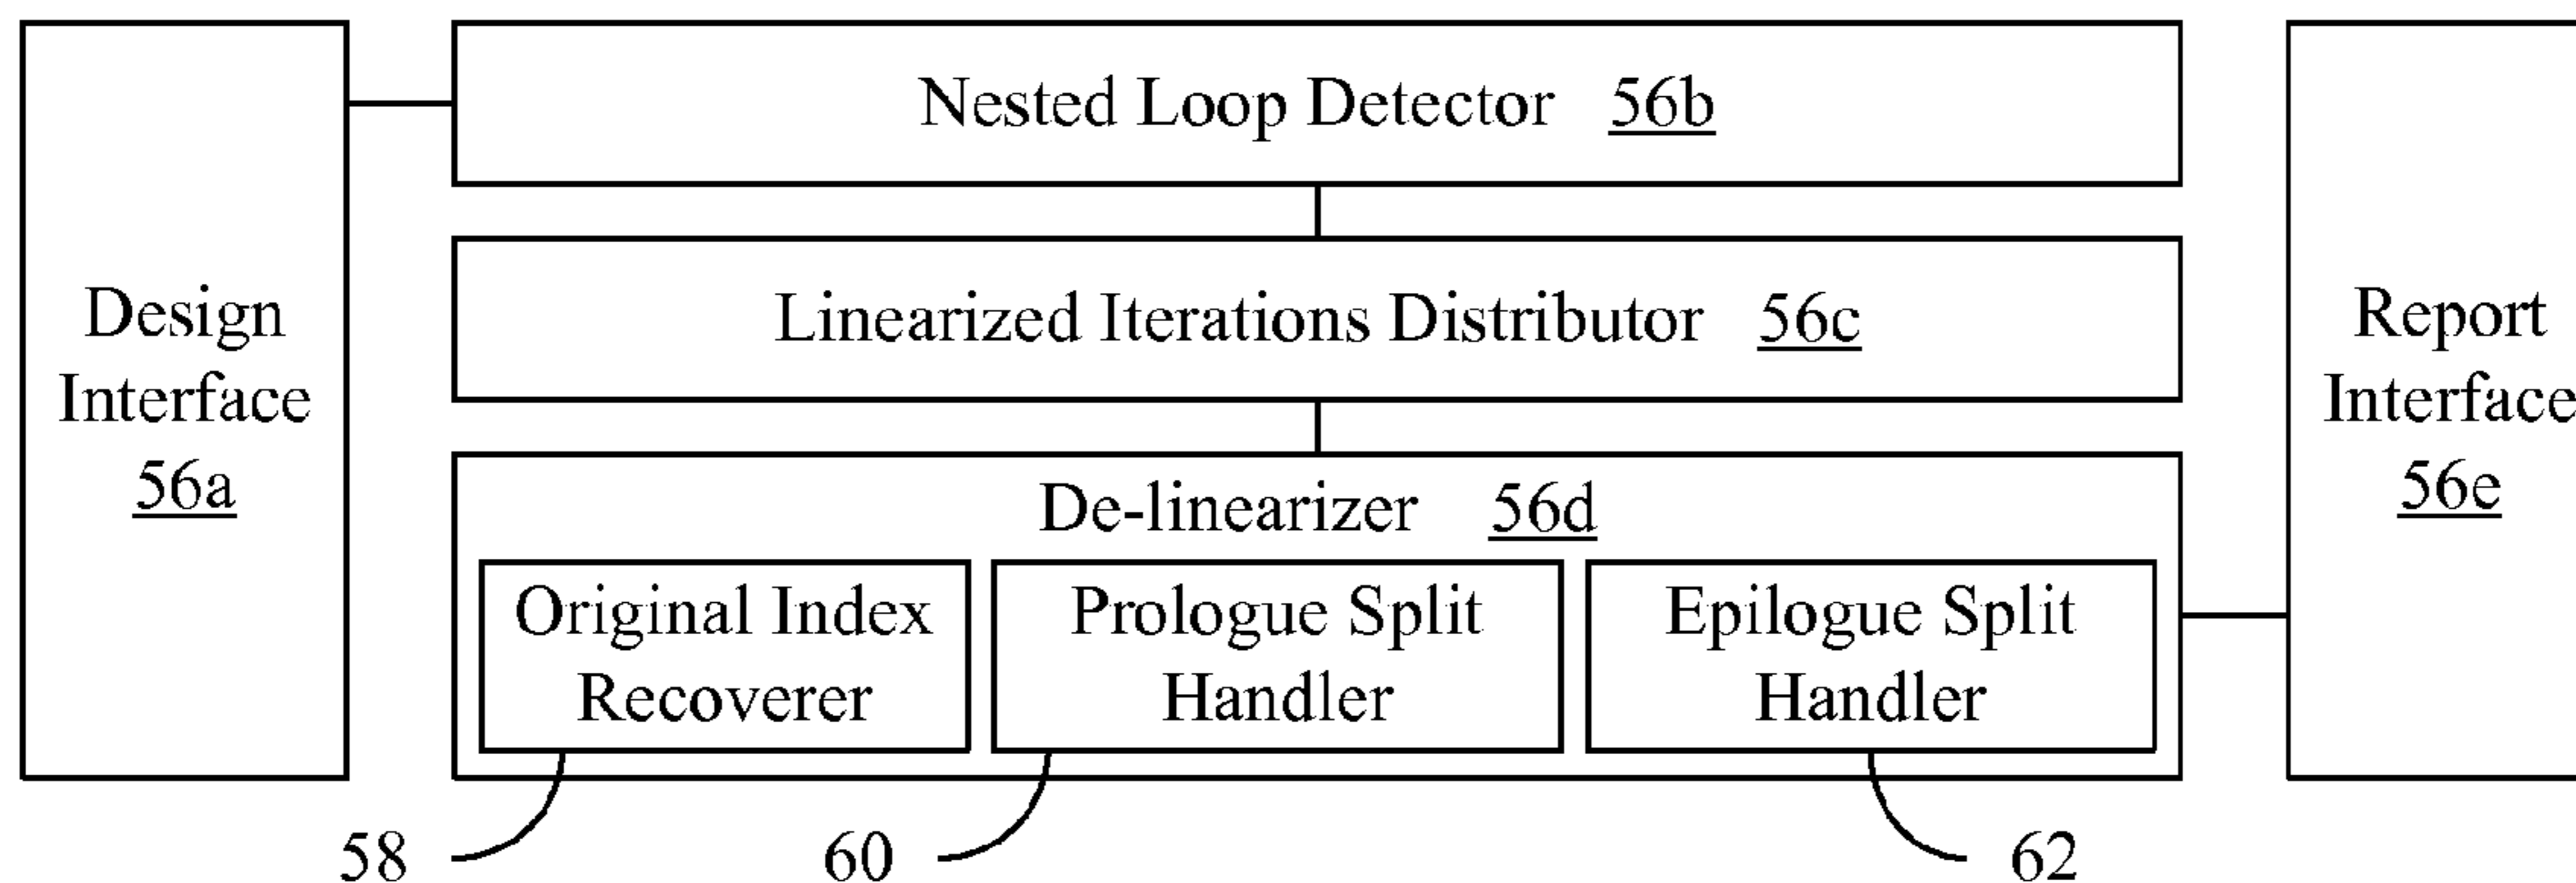 Design
Interface
56a
Nested Loop Detector 56b
Linearized Iterations Distributor 56c
De-linearizer 56d
Original Index
Recoverer
Prologue Split
Handler
Epilogue Split
Handler
Report
Interface
56e
58
60
62